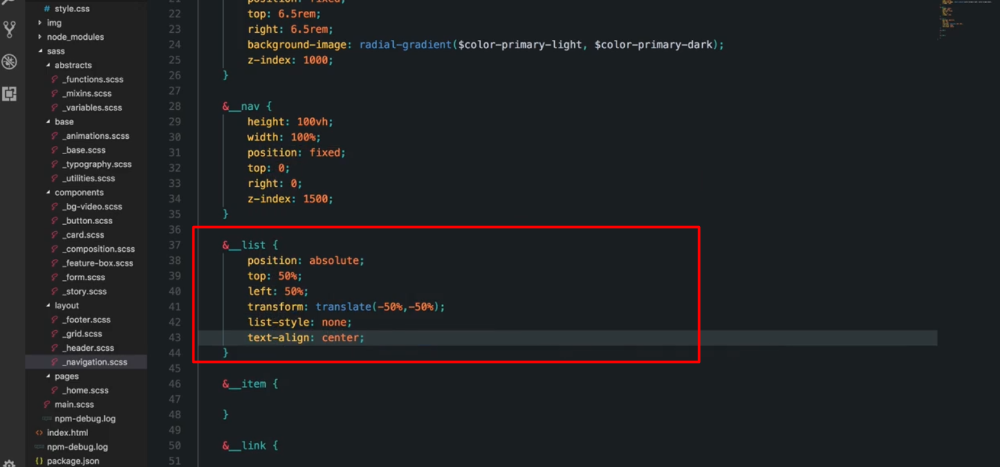 style.css
img
node_modules
sass
abstracts
_functions.scss
_mixins.scss
_variables.scss
base
_animations.scss
_base.scss
_typography.scss
_utilities.scss
components
_bg-video.scss
_button.scss
_card.scss
_composition.scss
_feature-box.scss
_form.scss
_story.scss
layout
_footer.scss
_grid.scss
_header.scss
_navigation.scss
pages
_home.scss
main.scss
npm-debug.log
index.html
npm-debug.log
package.json
21 position: fixed;
22 top: 6.5rem;
23 right: 6.5rem;
24 background-image: radial-gradient($color-primary-light, $color-primary-dark);
25 z-index: 1000;
26 }
27
28 &__nav {
29 height: 100vh;
30 width: 100%;
31 position: fixed;
32 top: 0;
33 right: 0;
34 z-index: 1500;
35 }
36
37 &__list {
38 position: absolute;
39 top: 50%;
40 left: 50%;
41 transform: translate(-50%,-50%);
42 list-style: none;
43 text-align: center;
44 }
45
46 &__item {
47
48 }
49
50 &__link {
51